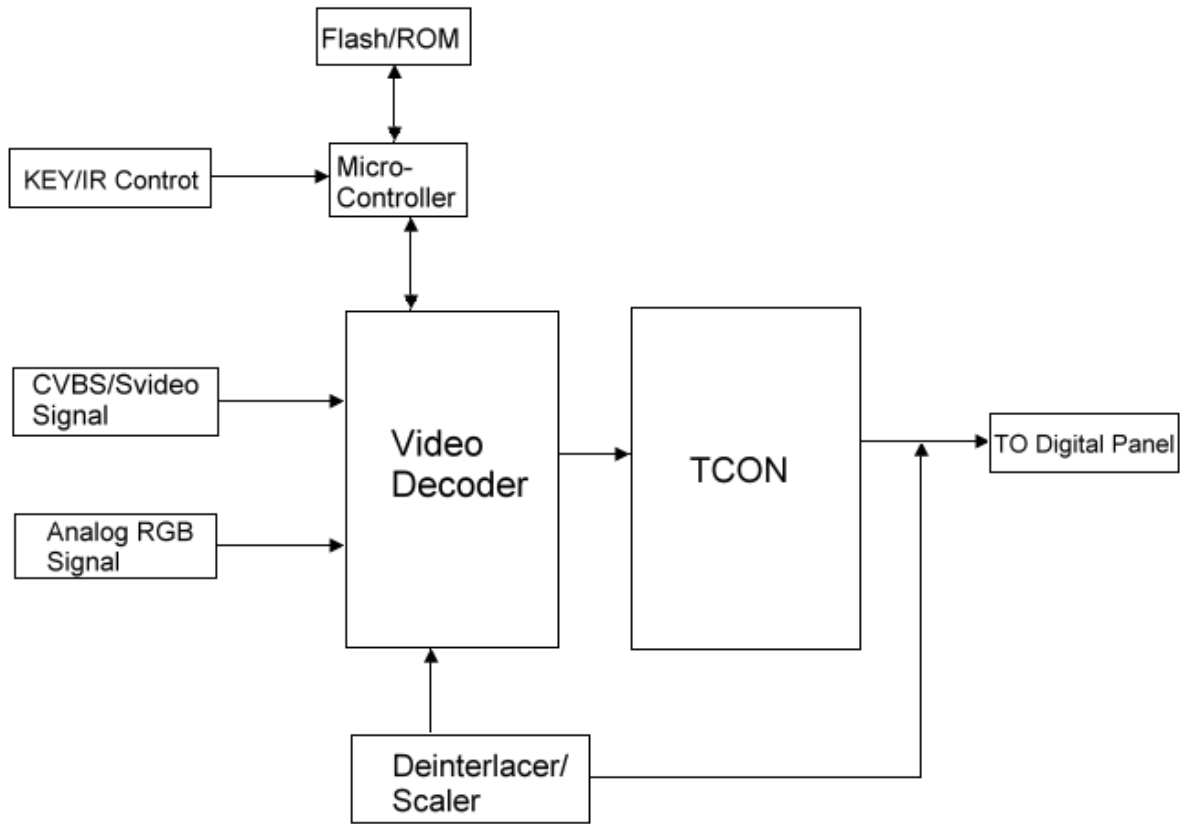 Flash/ROM
KEY/IR Controt
Micro-
Controller
CVBS/Svideo
Signal
Video
Decoder
TCON
TO Digital Panel
Analog RGB
Signal
Deinterlacer/
Scaler